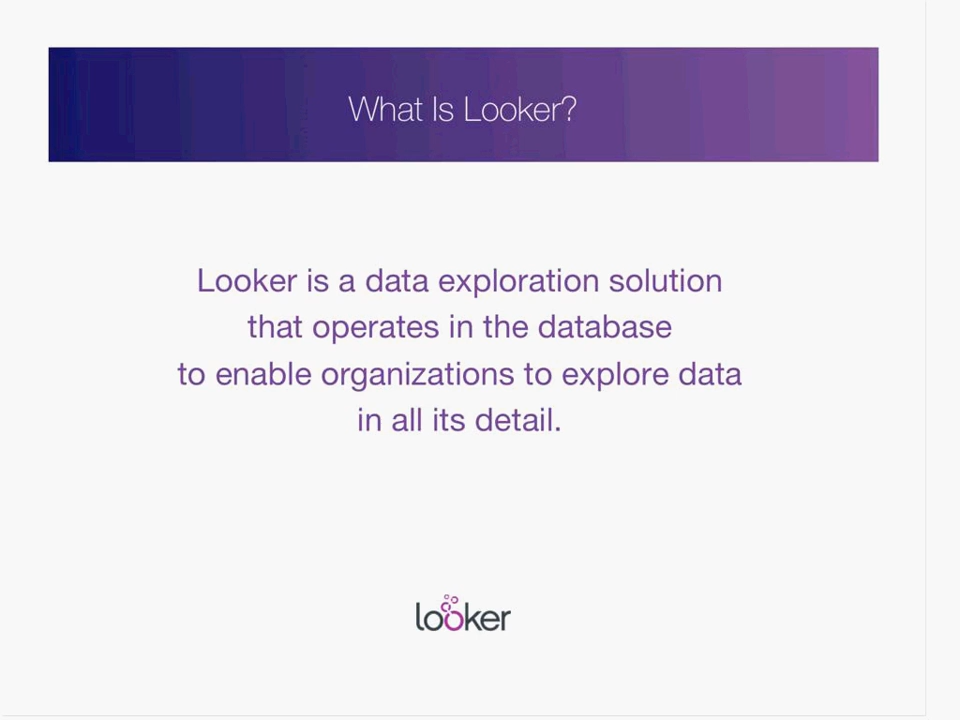 What Is Looker?
Looker is a data exploration solution
that operates in the database
to enable organizations to explore data
in all its detail.
looker